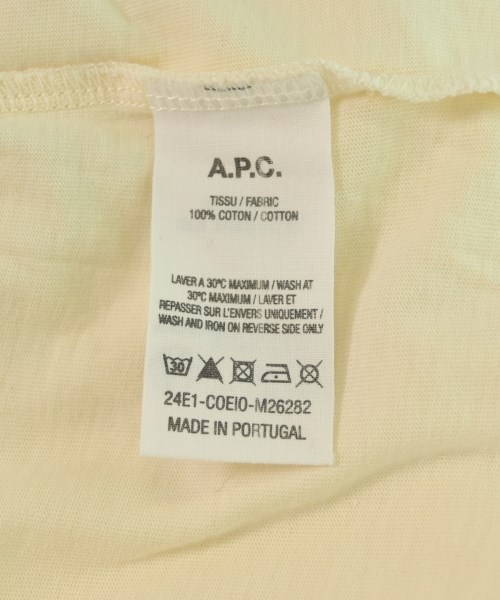 A.P.C.
TISSU / FABRIC
100% COTON / COTTON
LAVER A 30°C MAXIMUM / WASH AT
30°C MAXIMUM / LAVER ET
REPASSER SUR L'ENVERS UNIQUEMENT /
WASH AND IRON ON REVERSE SIDE ONLY
30
24E1-COEIO-M26282
MADE IN PORTUGAL